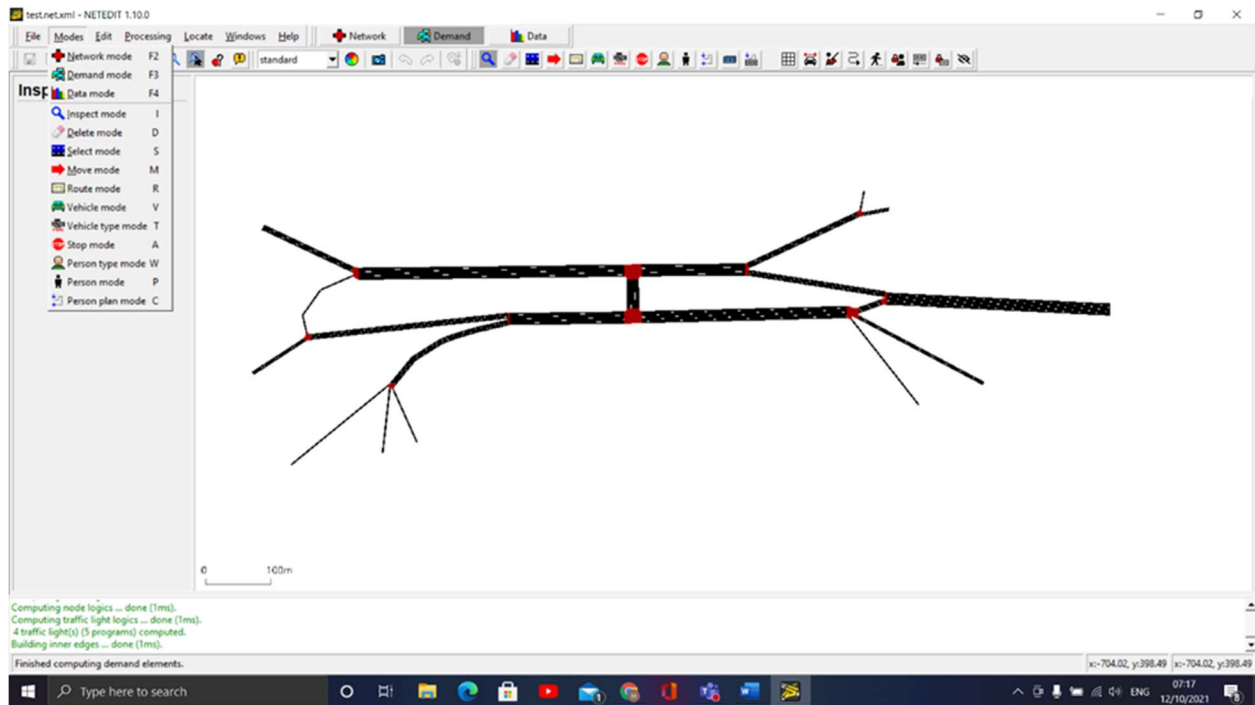 test.net.xml - NETEDIT 1.10.0
File Modes Edit Processing Locate Windows Help Network Demand Data
standard
Network mode F2
Demand mode F3
Data mode F4
Insp
Inspect mode I
Delete mode D
Select mode S
Move mode M
Route mode R
Vehicle mode V
Vehicle type mode T
Stop mode A
Person type mode W
Person mode P
Person plan mode C
0 100m
Computing node logics ... done (1ms).
Computing traffic light logics ... done (1ms).
4 traffic light(s) (5 programs) computed.
Building inner edges ... done (1ms).
Finished computing demand elements. x:-704.02, y:398.49 x:-704.02, y:398.49
Type here to search ENG 07:17
12/10/2021